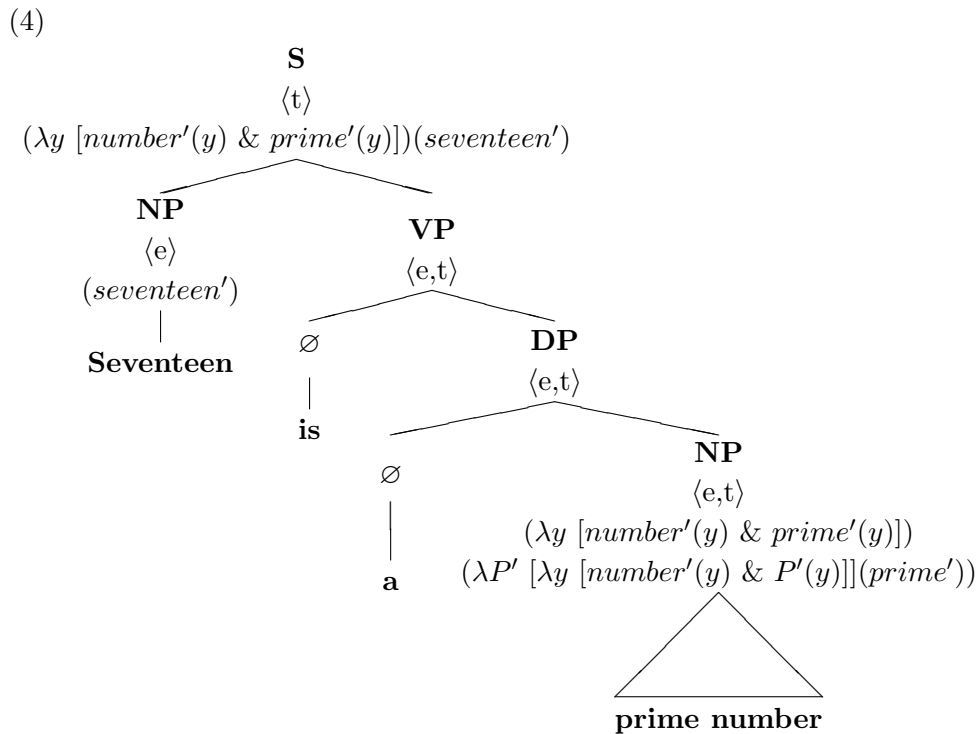 (4)
S
⟨t⟩
(λy [number′(y) & prime′(y)])(seventeen′)
NP
VP
⟨e⟩
⟨e,t⟩
(seventeen′)
∅
DP
Seventeen
⟨e,t⟩
is
NP
∅
⟨e,t⟩
(λy [number′(y) & prime′(y)])
a
(λP′ [λy [number′(y) & P′(y)]](prime′))
prime number